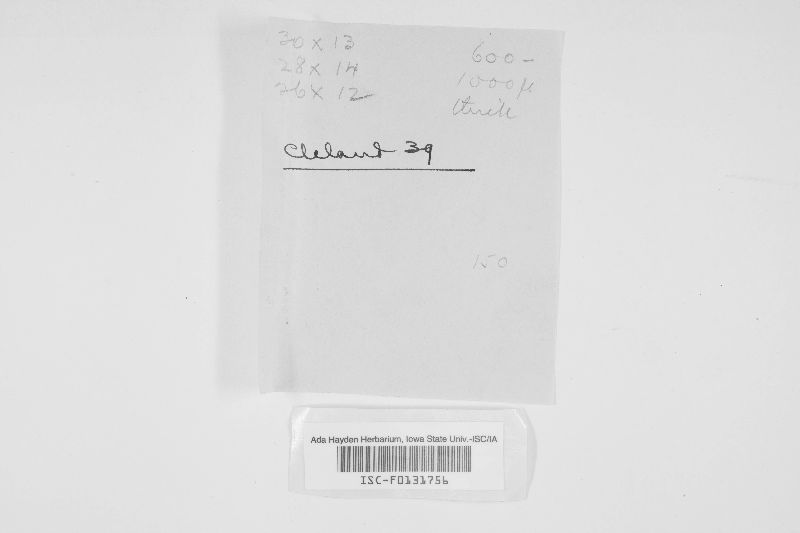 30 x 13
28 x 14
26 x 12
600-
1000 µ
thick
Cleland 39
150
Ada Hayden Herbarium, Iowa State Univ.-ISC/IA
ISC-F0131756